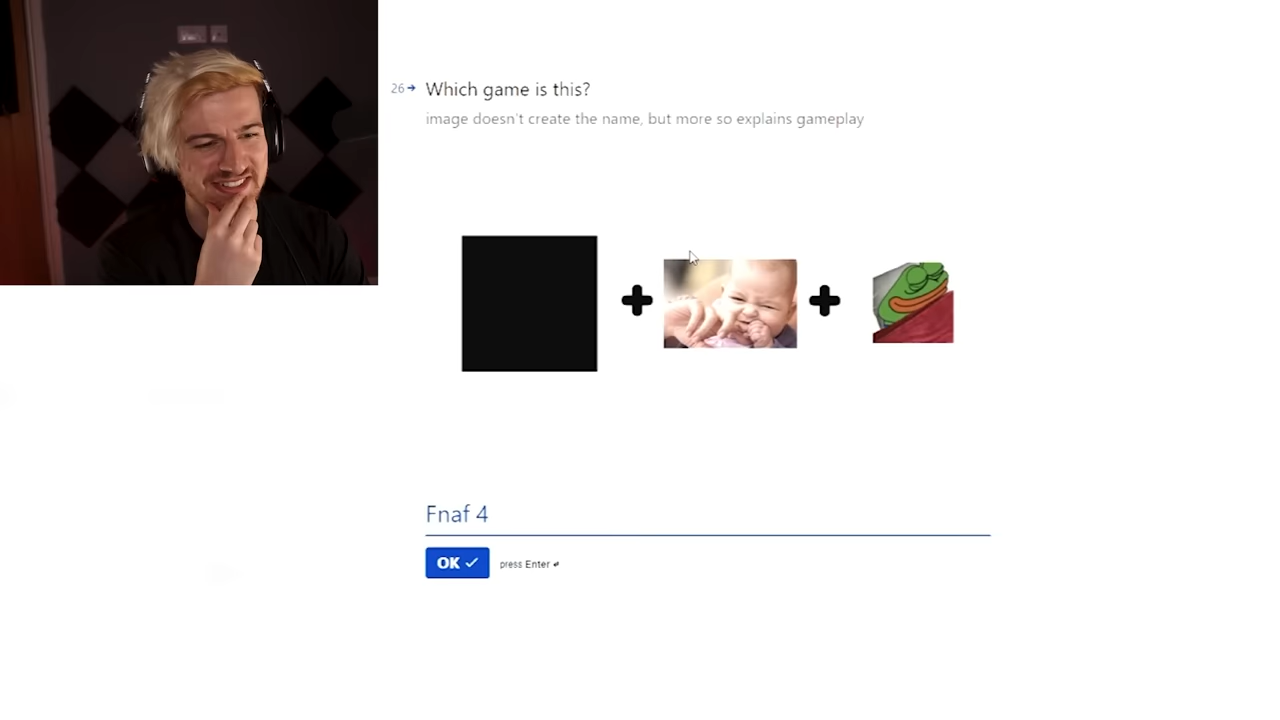 26 Which game is this?
image doesn't create the name, but more so explains gameplay
Fnaf 4
OK
press Enter